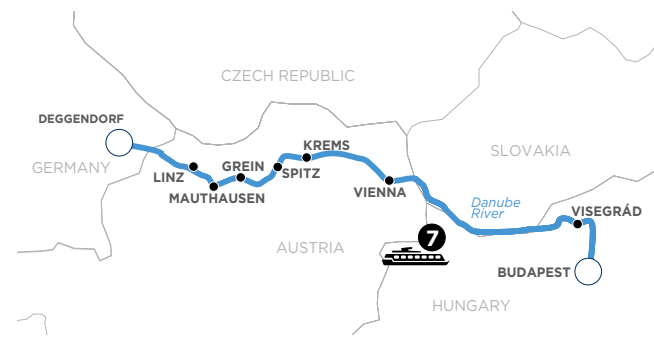 CZECH REPUBLIC
DEGGENDORF
GERMANY
LINZ
MAUTHAUSEN
GREIN
SPITZ
KREMS
VIENNA
SLOVAKIA
Danube
River
VISEGRÁD
AUSTRIA
7
BUDAPEST
HUNGARY